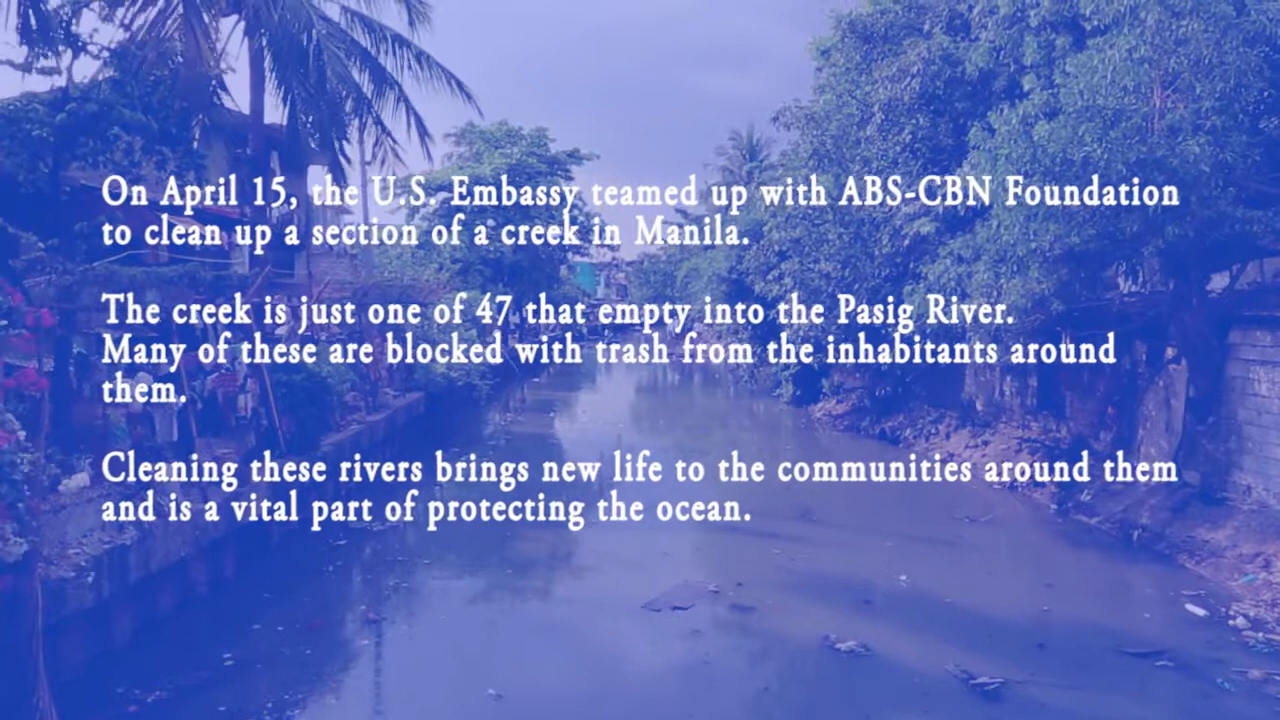 On April 15, the U.S. Embassy teamed up with ABS-CBN Foundation
to clean up a section of a creek in Manila.
The creek is just one of 47 that empty into the Pasig River.
Many of these are blocked with trash from the inhabitants around
them.
Cleaning these rivers brings new life to the communities around them
and is a vital part of protecting the ocean.